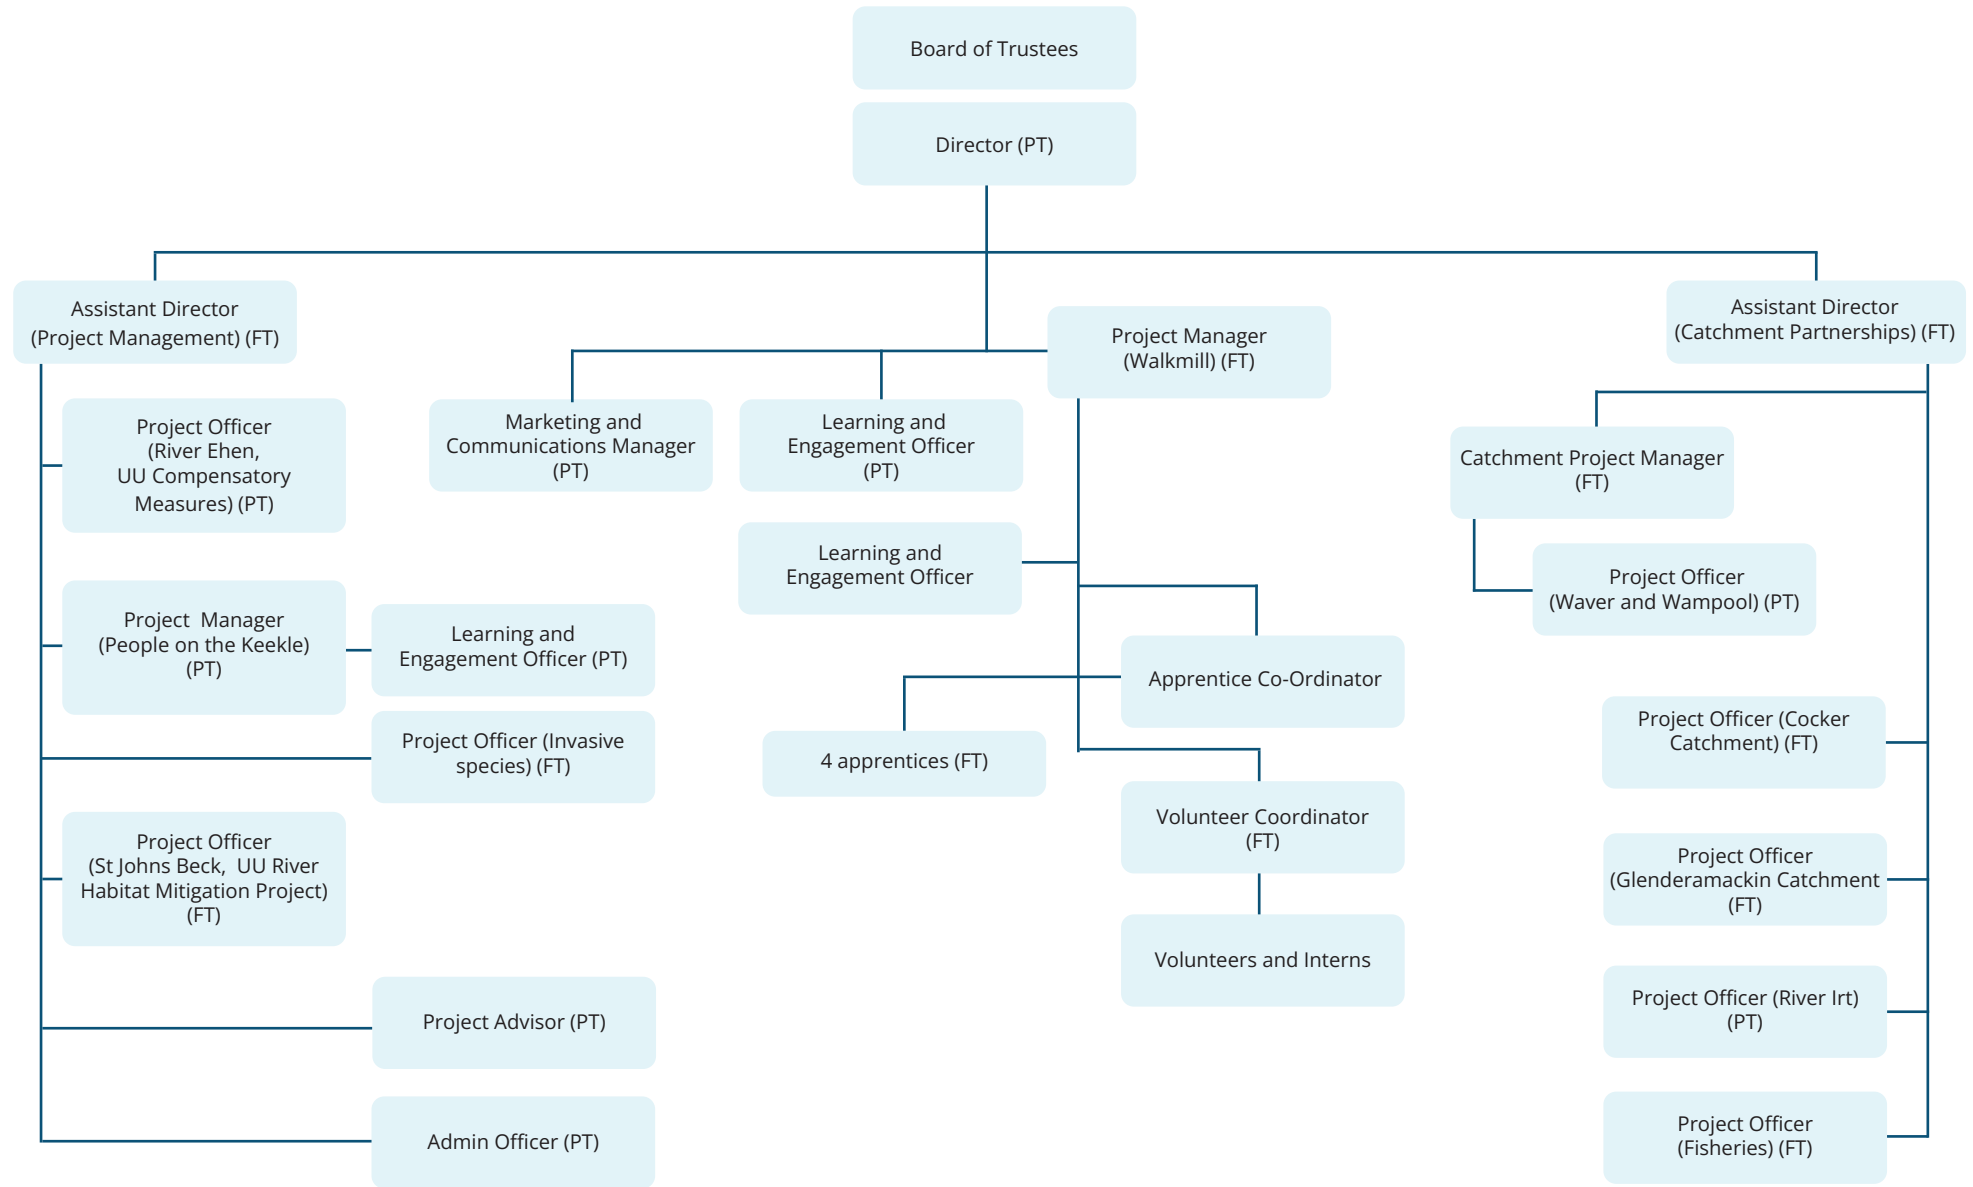 Board of Trustees
Director (PT)
Assistant Director
(Project Management) (FT)
Project Manager
(Walkmill) (FT)
Assistant Director
(Catchment Partnerships) (FT)
Project Officer
(River Ehen,
UU Compensatory
Measures) (PT)
Marketing and
Communications Manager
(PT)
Learning and
Engagement Officer
(PT)
Catchment Project Manager
(FT)
Learning and
Engagement Officer
Project Officer
(Waver and Wampool) (PT)
Project Manager
(People on the Keekle)
(PT)
Learning and
Engagement Officer (PT)
Apprentice Co-Ordinator
Project Officer (Cocker
Catchment) (FT)
Project Officer (Invasive
species) (FT)
4 apprentices (FT)
Volunteer Coordinator
(FT)
Project Officer
(St Johns Beck, UU River
Habitat Mitigation Project)
(FT)
Project Officer
(Glenderamackin Catchment
(FT)
Volunteers and Interns
Project Officer (River Irt)
(PT)
Project Advisor (PT)
Project Officer
(Fisheries) (FT)
Admin Officer (PT)